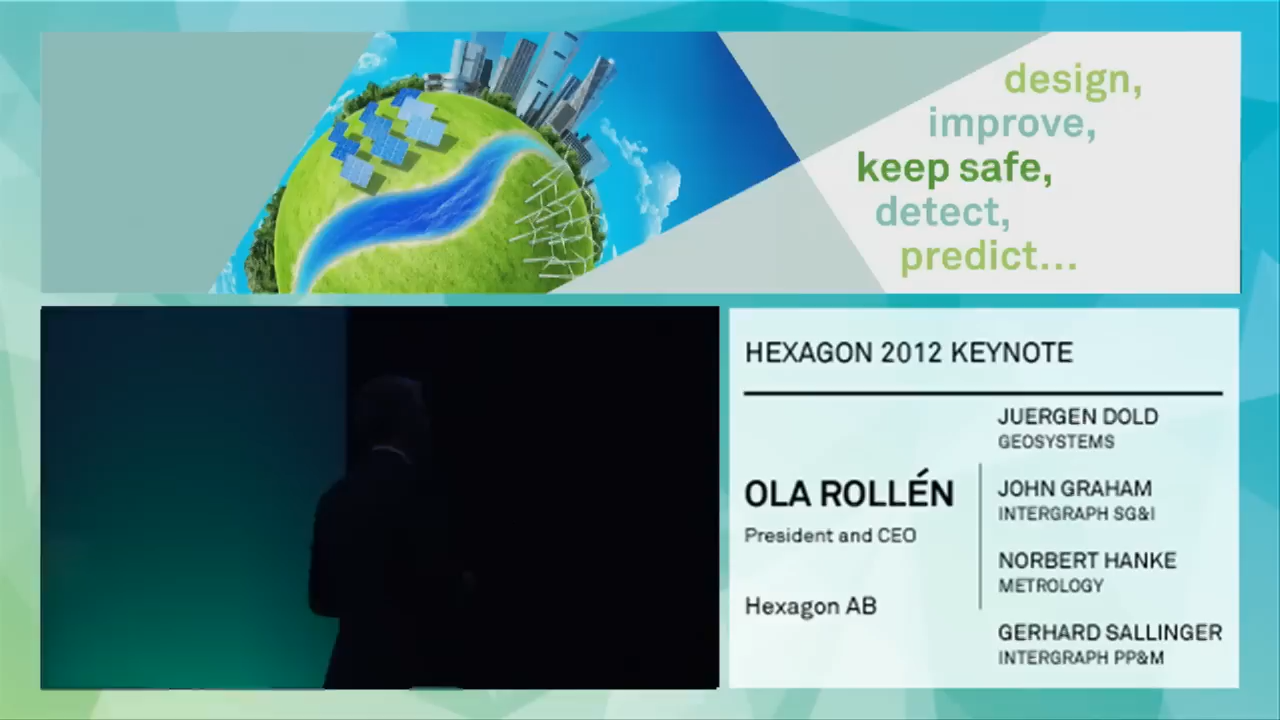 design,
improve,
keep safe,
detect,
predict...
HEXAGON 2012 KEYNOTE
OLA ROLLÉN
President and CEO
Hexagon AB
JUERGEN DOLD
GEOSYSTEMS
JOHN GRAHAM
INTERGRAPH SG&I
NORBERT HANKE
METROLOGY
GERHARD SALLINGER
INTERGRAPH PP&M